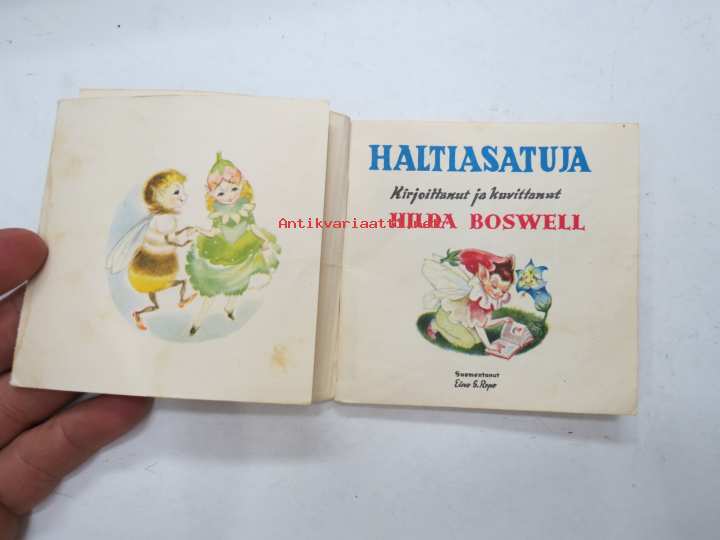 HALTIASATUJA
Kirjoittanut ja kuvittanut
HILDA BOSWELL
Antikvariaatti.net
Suomentanut
Eino S. Repo